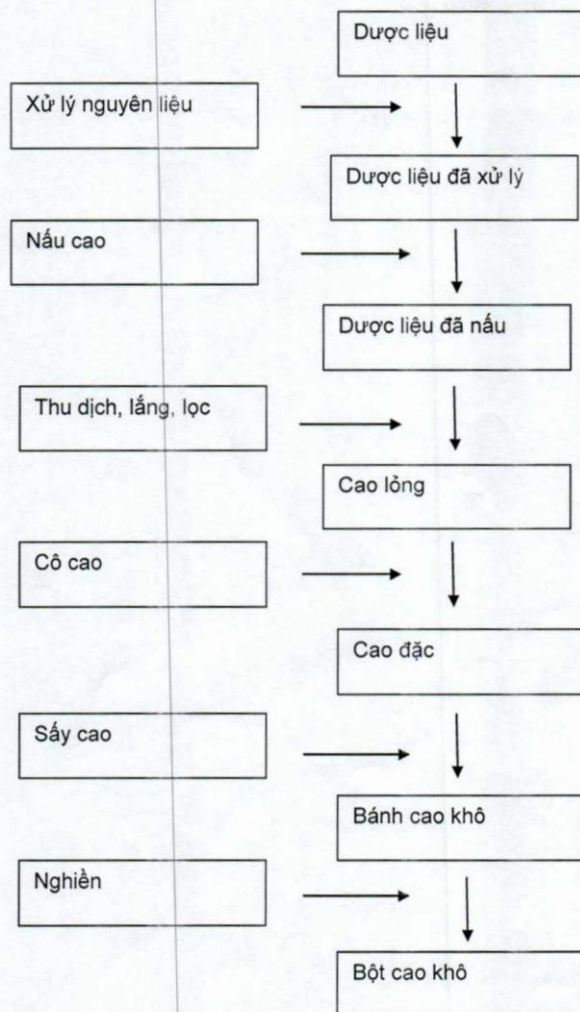 Dược liệu
Xử lý nguyên liệu
Dược liệu đã xử lý
Nấu cao
Dược liệu đã nấu
Thu dịch, lắng, lọc
Cao lỏng
Cô cao
Cao đặc
Sấy cao
Bánh cao khô
Nghiền
Bột cao khô